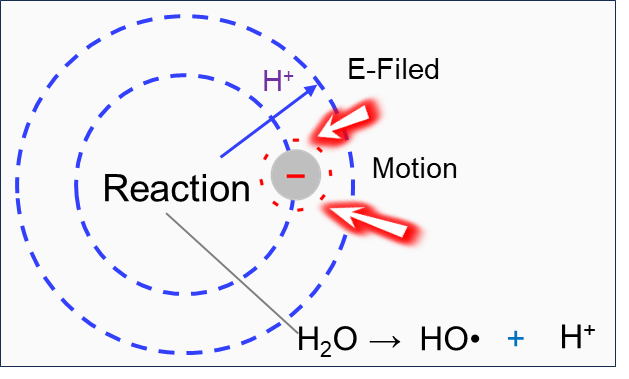 H⁺
E-Filed
Reaction
–
Motion
H₂O → HO• + H⁺